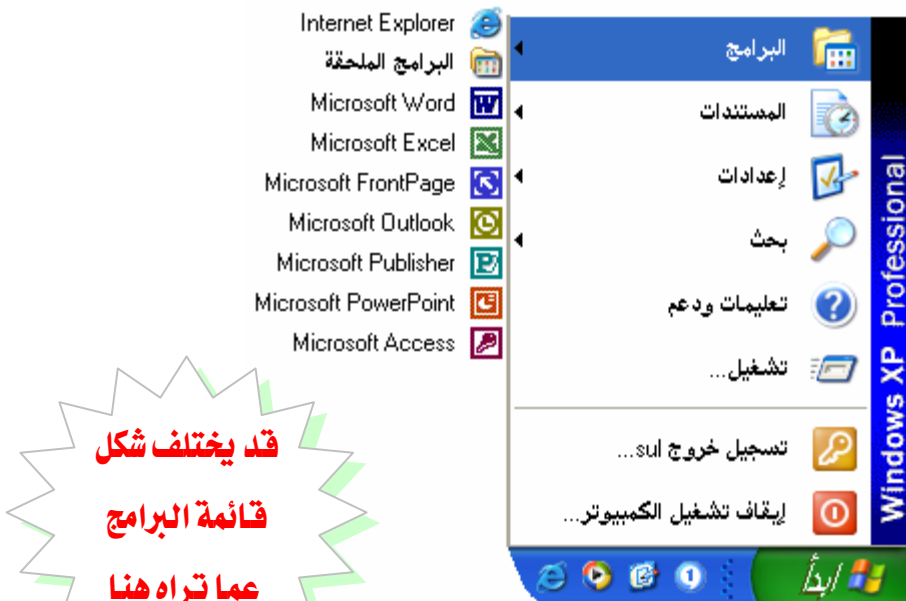 البرامج
المستندات
إعدادات
بحث
تعليمات ودعم
تشغيل...
تسجيل خروج sul...
إيقاف تشغيل الكمبيوتر...
Windows XP Professional
ابدأ
Internet Explorer
البرامج الملحقة
Microsoft Word
Microsoft Excel
Microsoft FrontPage
Microsoft Outlook
Microsoft Publisher
Microsoft PowerPoint
Microsoft Access
قد يختلف شكل
قائمة البرامج
عما تراه هنا